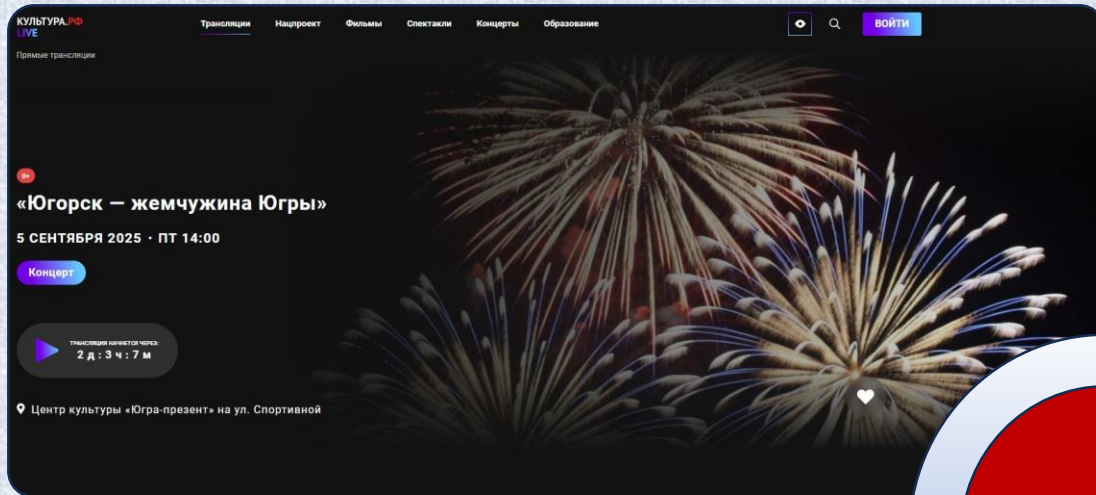 КУЛЬТУРА.РФ
LIVE
Трансляции Нацпроект Фильмы Спектакли Концерты Образование
ВОЙТИ
Прямые трансляции
0+
«Югорск — жемчужина Югры»
5 СЕНТЯБРЯ 2025 · ПТ 14:00
Концерт
ТРАНСЛЯЦИЯ НАЧНЕТСЯ ЧЕРЕЗ:
2 д : 3 ч : 7 м
Центр культуры «Югра-презент» на ул. Спортивной